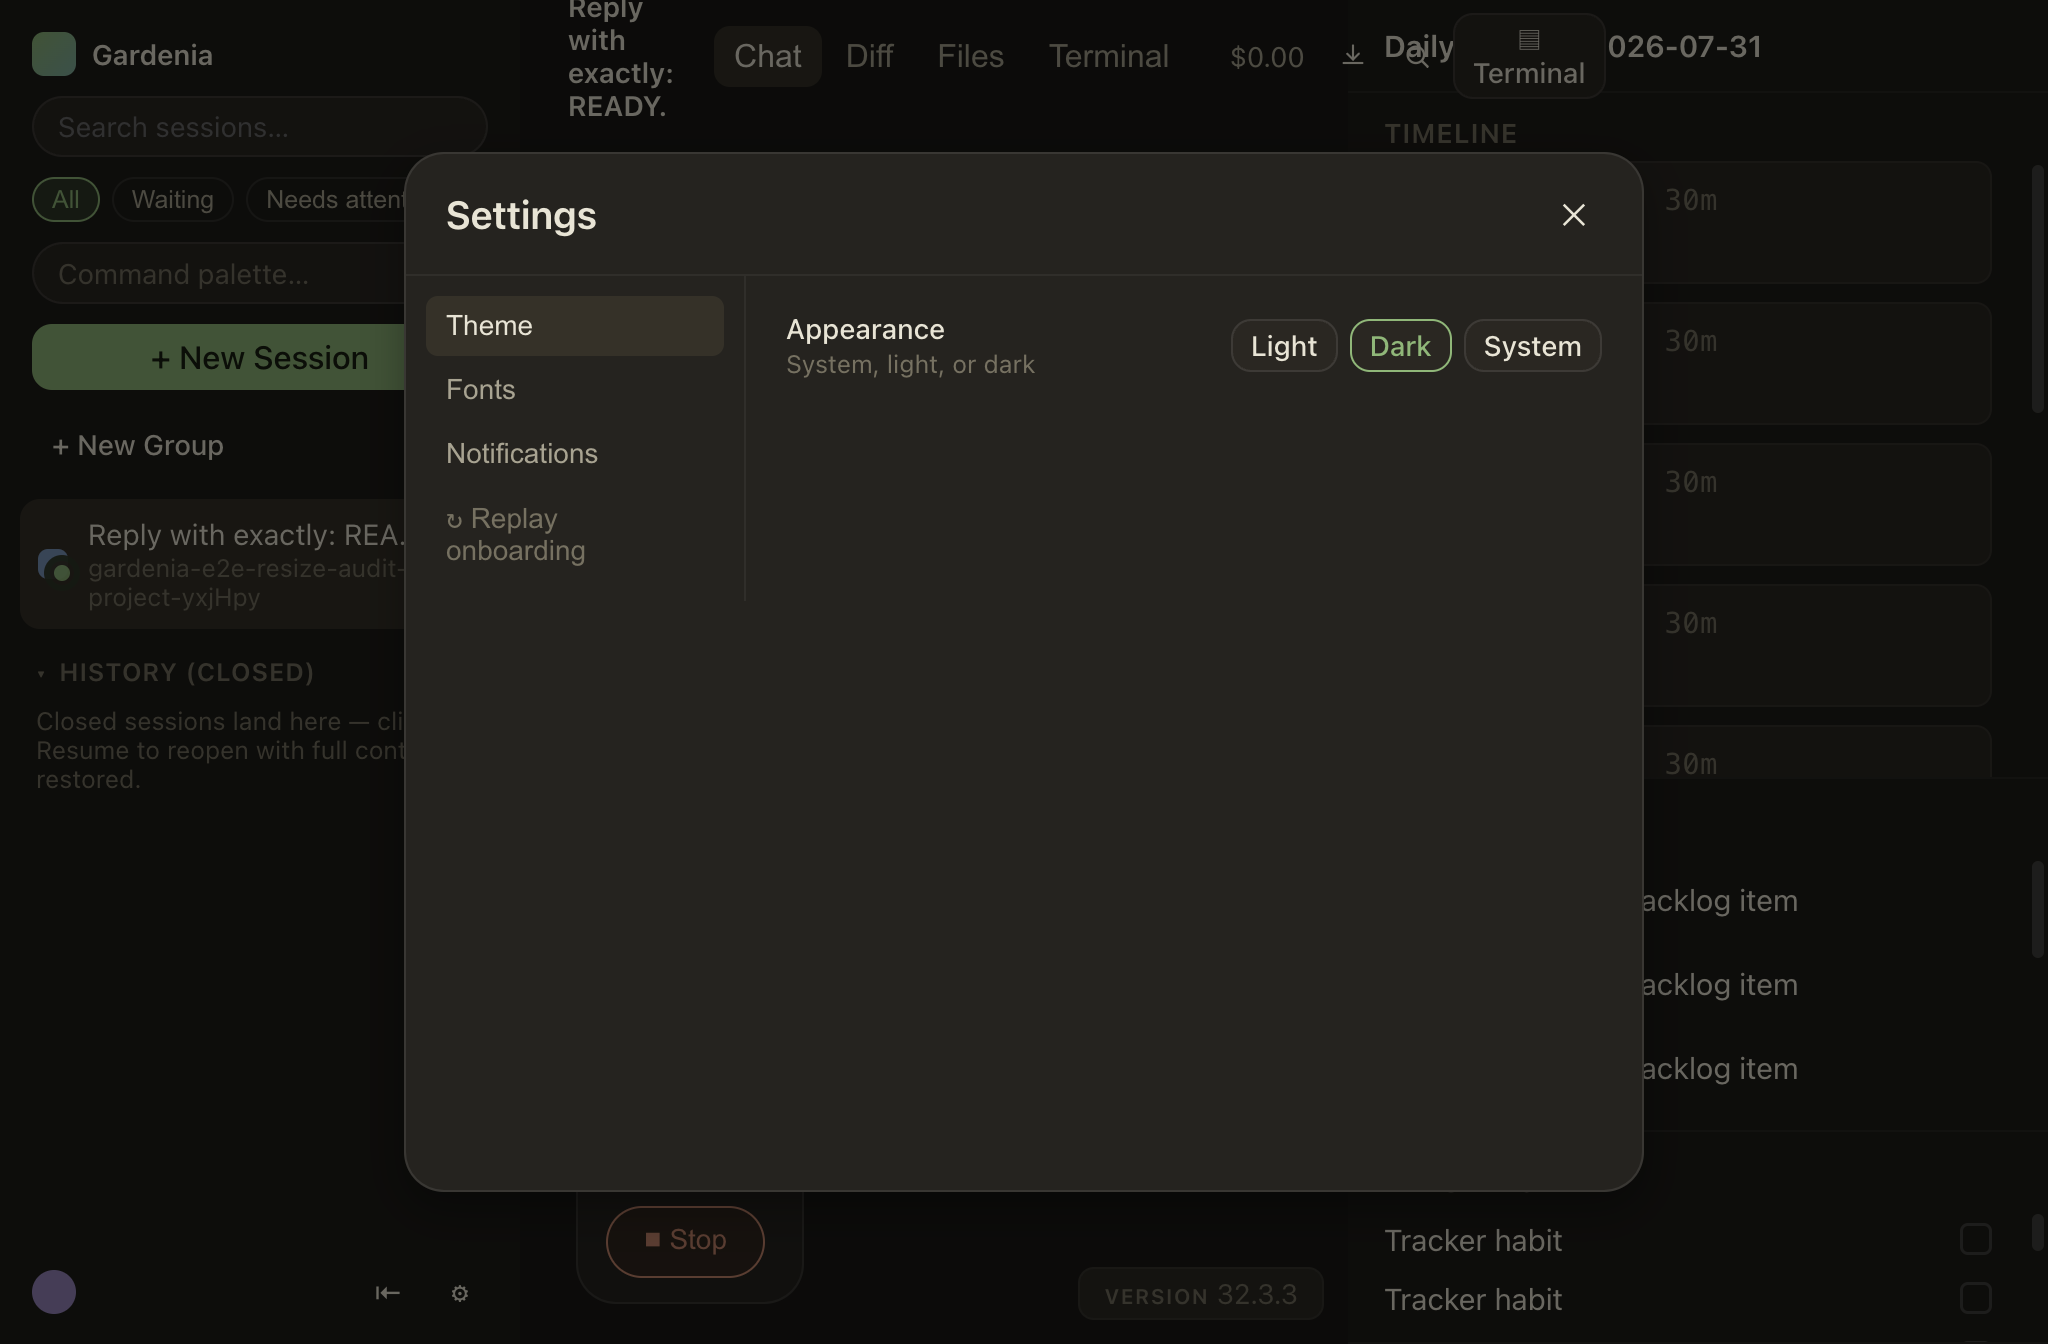 Gardenia
Search sessions...
All
Waiting
Needs attent
Command palette...
+ New Session
+ New Group
Reply with exactly: REA.
gardenia-e2e-resize-audit-
project-yxjHpy
HISTORY (CLOSED)
Closed sessions land here — cli
Resume to reopen with full cont
restored.
Reply
with
exactly:
READY.
Chat
Diff
Files
Terminal
$0.00
Daily
Terminal
026-07-31
TIMELINE
30m
30m
30m
30m
30m
Settings
Theme
Fonts
Notifications
↻ Replay
onboarding
Appearance
System, light, or dark
Light
Dark
System
acklog item
acklog item
acklog item
Stop
VERSION 32.3.3
Tracker habit
Tracker habit